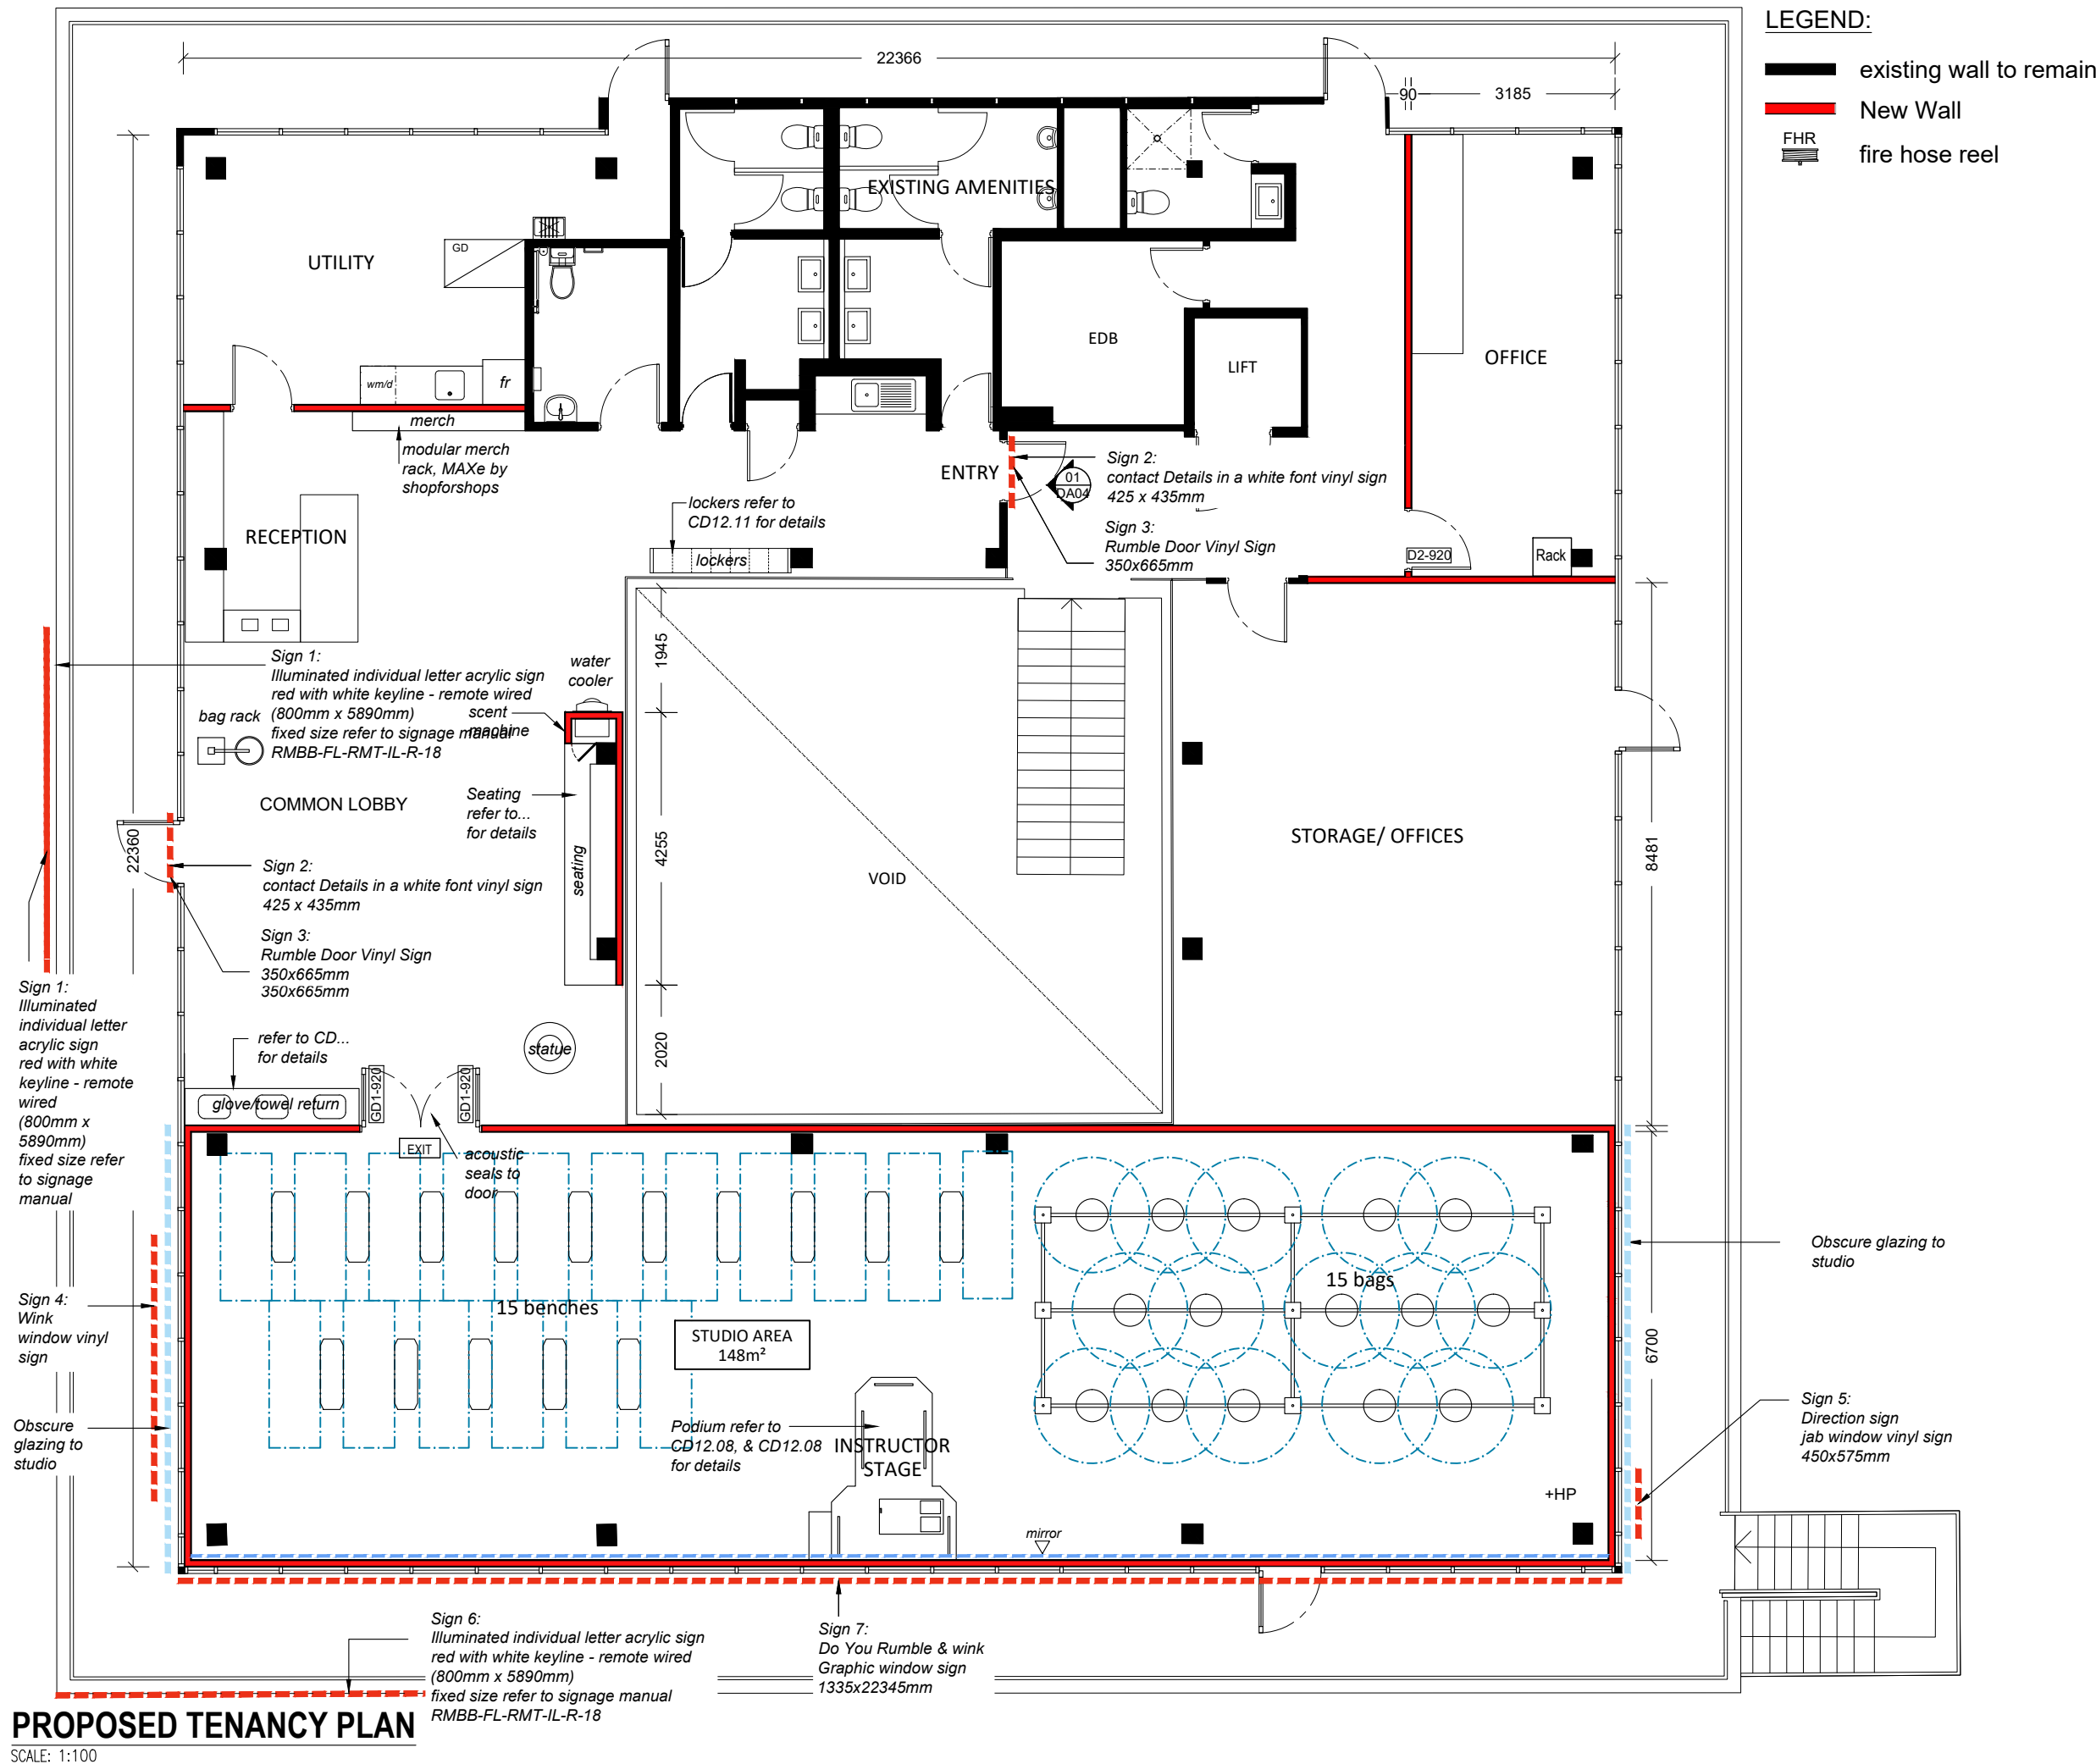 LEGEND:
existing wall to remain
New Wall
FHR
fire hose reel
22366
90
3185
EXISTING AMENITIES
UTILITY
GD
EDB
LIFT
OFFICE
wm/d
fr
merch
modular merch
rack, MAXe by
shopforshops
ENTRY
01
DA04
Sign 2:
contact Details in a white font vinyl sign
425 x 435mm
Sign 3:
Rumble Door Vinyl Sign
350x665mm
lockers refer to
CD12.11 for details
lockers
RECEPTION
D2-920
Rack
Sign 1:
Illuminated individual letter acrylic sign
red with white keyline - remote wired
(800mm x 5890mm)
fixed size refer to signage manual
RMBB-FL-RMT-IL-R-18
water
cooler
scent
machine
bag rack
1945
COMMON LOBBY
Seating
refer to...
for details
seating
4255
22360
VOID
STORAGE/ OFFICES
8481
Sign 2:
contact Details in a white font vinyl sign
425 x 435mm
Sign 3:
Rumble Door Vinyl Sign
350x665mm
350x665mm
Sign 1:
Illuminated
individual letter
acrylic sign
red with white
keyline - remote
wired
(800mm x
5890mm)
fixed size refer
to signage
manual
refer to CD...
for details
statue
2020
glove/towel return
GD1-920
GD1-920
EXIT
acoustic
seals to
door
Obscure glazing to
studio
15 benches
15 bags
STUDIO AREA
148m²
6700
Sign 4:
Wink
window vinyl
sign
Obscure
glazing to
studio
Podium refer to
CD12.08, & CD12.08
for details
INSTRUCTOR
STAGE
Sign 5:
Direction sign
jab window vinyl sign
450x575mm
+HP
mirror
Sign 6:
Illuminated individual letter acrylic sign
red with white keyline - remote wired
(800mm x 5890mm)
fixed size refer to signage manual
RMBB-FL-RMT-IL-R-18
Sign 7:
Do You Rumble & wink
Graphic window sign
1335x22345mm
PROPOSED TENANCY PLAN
SCALE: 1:100